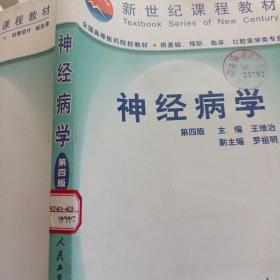 新世纪课程教材
Textbook Series of New Century
全国高等医药院校教材 · 供基础、预防、临床、口腔医学类专业
神经病学
第四版 主 编 王维治
副主编 罗祖明
25792
神经病学
第四版
人民卫
课程教材